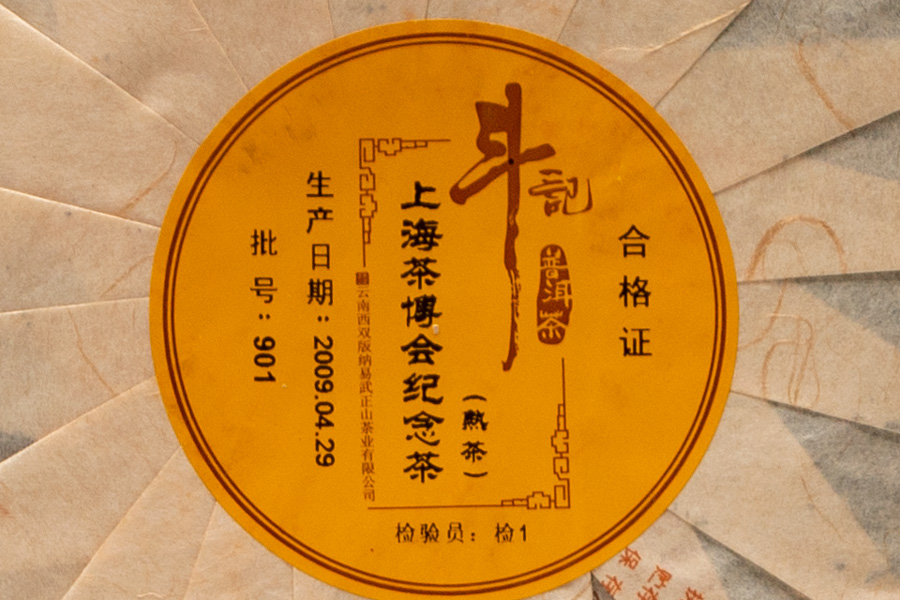 合格证
斗記
普洱茶
上海茶博会纪念茶
(熟茶)
云南西双版纳易武正山茶业有限公司
生产日期：2009.04.29
批号：901
检验员：检1